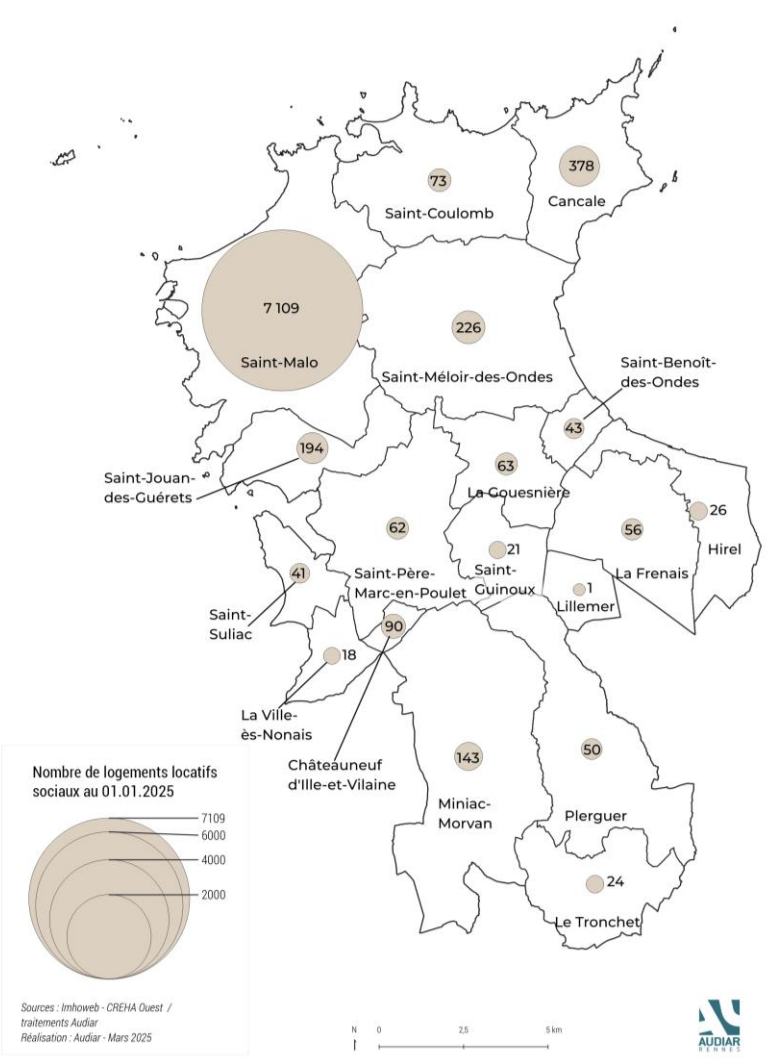 378
73
Cancale
Saint-Coulomb
7 109
226
Saint-Malo
Saint-Méloir-des-Ondes
Saint-Benoît-
des-Ondes
43
194
63
Saint-Jouan-
des-Guérets
La Gouesnière
26
62
56
21
Hirel
41
Saint-Père-
Marc-en-Poulet
Saint-
Guinoux
La Frenais
1
Lillemer
Saint-
Suliac
90
18
La Ville-
ès-Nonais
Châteauneuf
d'Ille-et-Vilaine
143
50
Miniac-
Morvan
Plerguer
24
Le Tronchet
Nombre de logements locatifs
sociaux au 01.01.2025
7109
6000
4000
2000
Sources : Imhoweb - CREHA Ouest /
traitements Audiar
Réalisation : Audiar - Mars 2025
N
0 2,5 5 km
AUDIAR
RENNES